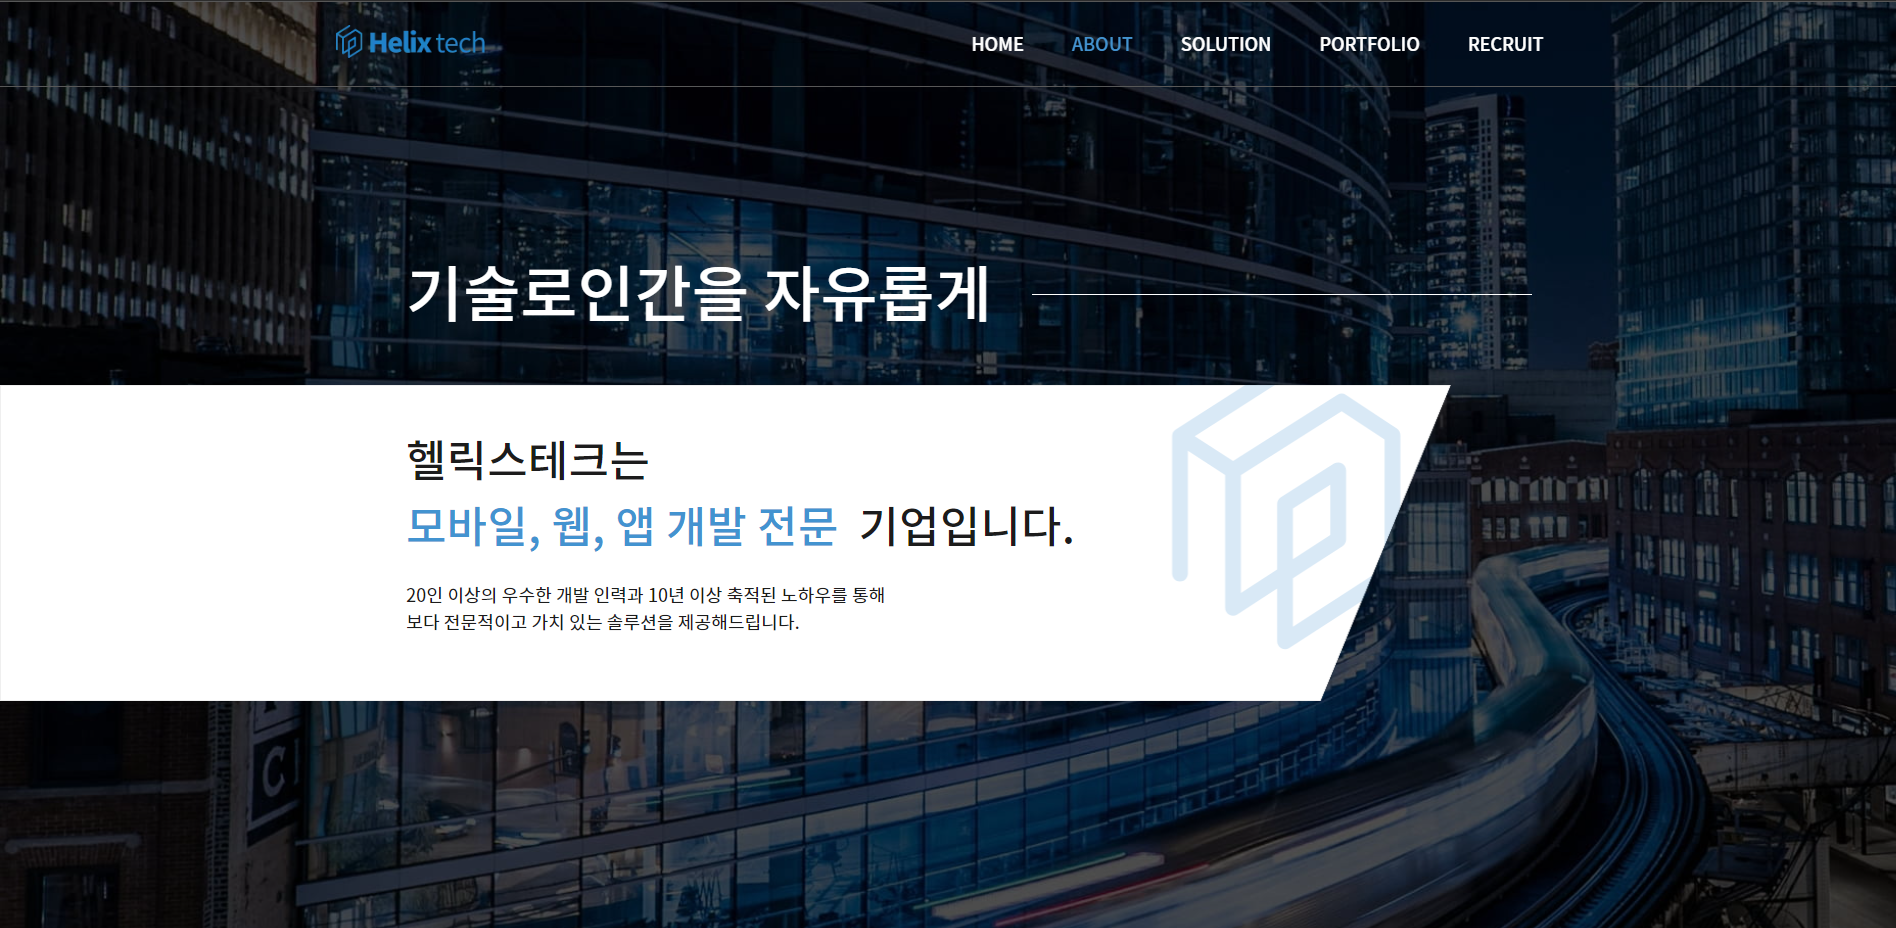 Helix tech
HOME ABOUT SOLUTION PORTFOLIO RECRUIT
기술로인간을 자유롭게
헬릭스테크는
모바일, 웹, 앱 개발 전문 기업입니다.
20인 이상의 우수한 개발 인력과 10년 이상 축적된 노하우를 통해
보다 전문적이고 가치 있는 솔루션을 제공해드립니다.